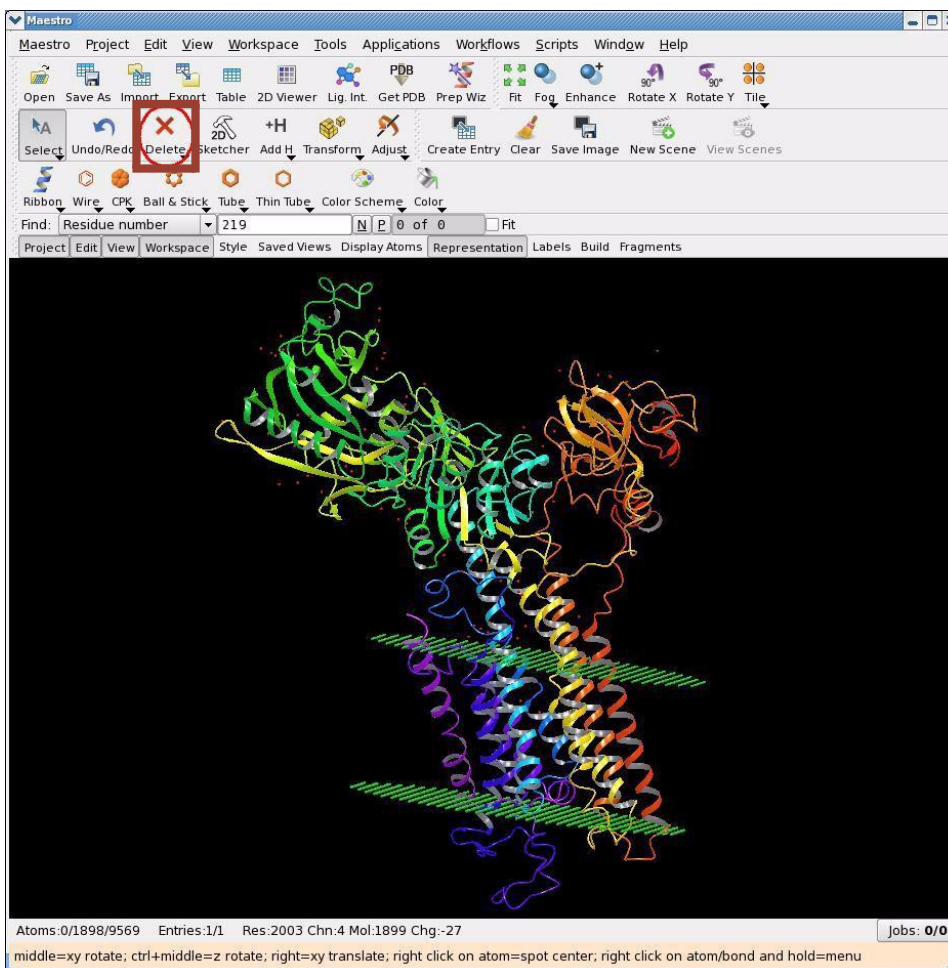 Maestro
Maestro Project Edit View Workspace Tools Applications Workflows Scripts Window Help
Open Save As Import Export Table 2D Viewer Lig. Int. Get PDB Prep Wiz Fit Fog Enhance Rotate X Rotate Y Tile
Select Undo/Redo Delete Sketcher Add H Transform Adjust Create Entry Clear Save Image New Scene View Scenes
Ribbon Wire CPK Ball & Stick Tube Thin Tube Color Scheme Color
Find: Residue number 219 N P 0 of 0 Fit
Project Edit View Workspace Style Saved Views Display Atoms Representation Labels Build Fragments
Atoms:0/1898/9569 Entries:1/1 Res:2003 Chn:4 Mol:1899 Chg:-27 Jobs: 0/0
middle=xy rotate; ctrl+middle=z rotate; right=xy translate; right click on atom=spot center; right click on atom/bond and hold=menu